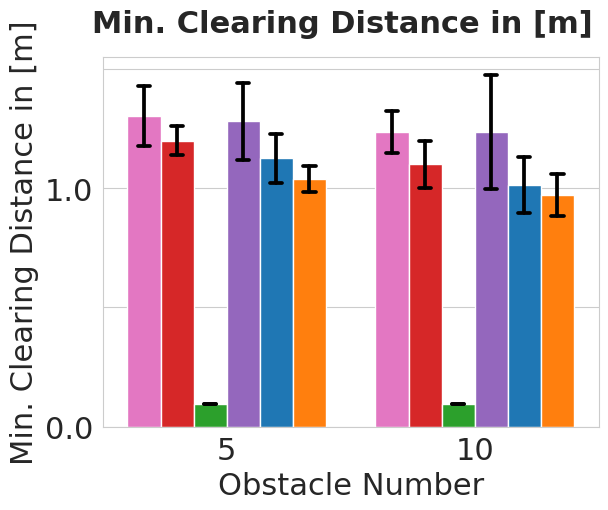 Min. Clearing Distance in [m]
Min. Clearing Distance in [m]
1.0
0.0
5 10
Obstacle Number